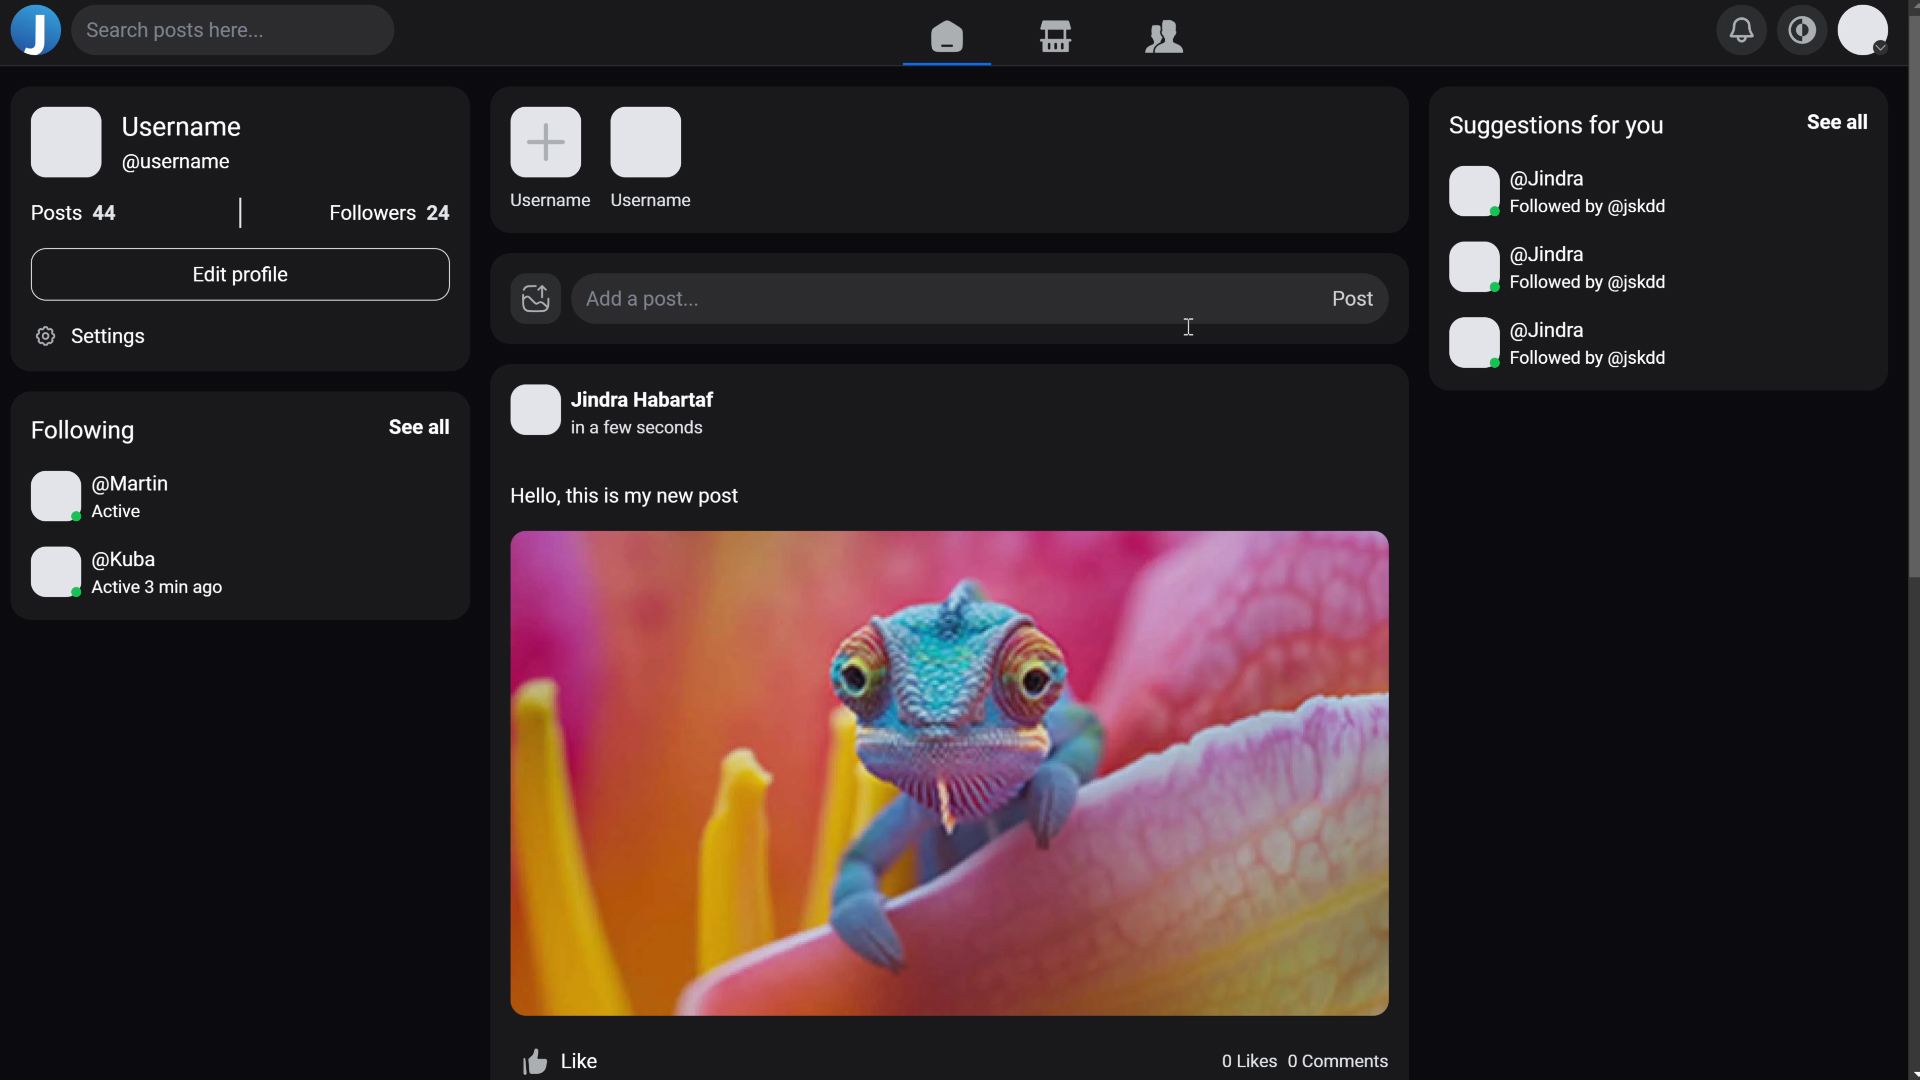 J
Search posts here...
Username
@username
Posts 44
Followers 24
Edit profile
Settings
Following
See all
@Martin
Active
@Kuba
Active 3 min ago
Username
Username
Add a post...
Post
Jindra Habartaf
in a few seconds
Hello, this is my new post
Like
0 Likes 0 Comments
Suggestions for you
See all
@Jindra
Followed by @jskdd
@Jindra
Followed by @jskdd
@Jindra
Followed by @jskdd